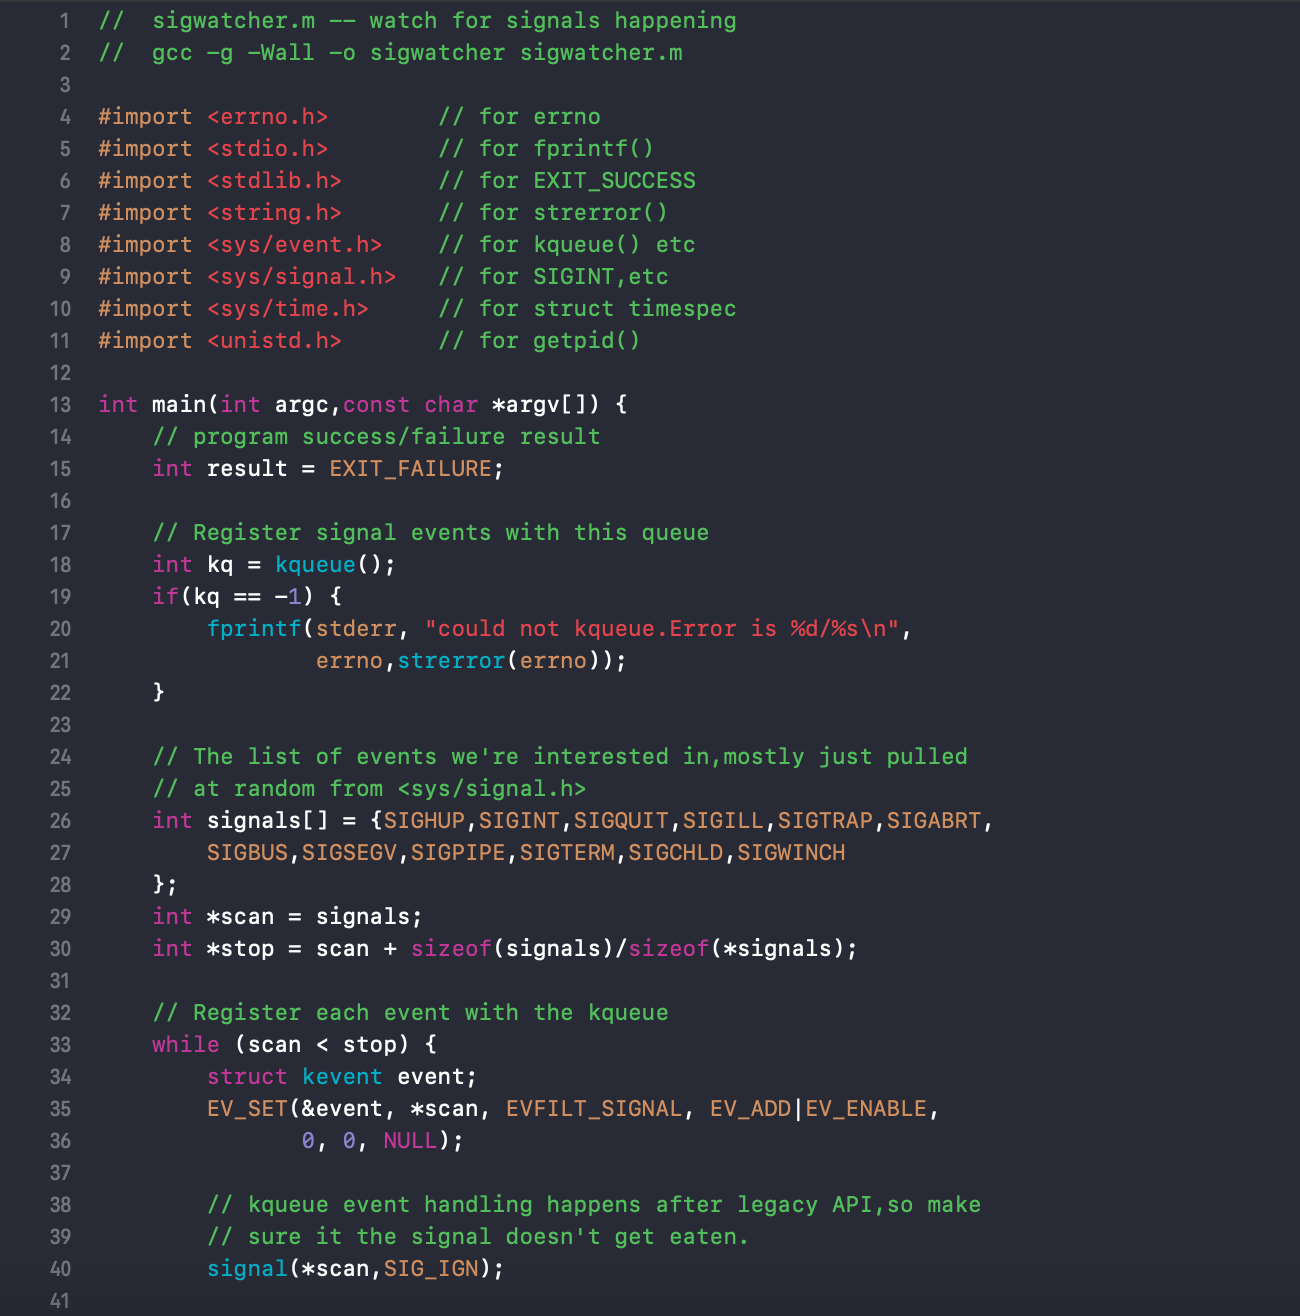 1 //  sigwatcher.m -- watch for signals happening
2 //  gcc -g -Wall -o sigwatcher sigwatcher.m
3
4 #import <errno.h>        // for errno
5 #import <stdio.h>        // for fprintf()
6 #import <stdlib.h>       // for EXIT_SUCCESS
7 #import <string.h>       // for strerror()
8 #import <sys/event.h>    // for kqueue() etc
9 #import <sys/signal.h>   // for SIGINT,etc
10 #import <sys/time.h>     // for struct timespec
11 #import <unistd.h>       // for getpid()
12
13 int main(int argc,const char *argv[]) {
14     // program success/failure result
15     int result = EXIT_FAILURE;
16
17     // Register signal events with this queue
18     int kq = kqueue();
19     if(kq == -1) {
20         fprintf(stderr, "could not kqueue.Error is %d/%s\n",
21                 errno,strerror(errno));
22     }
23
24     // The list of events we're interested in,mostly just pulled
25     // at random from <sys/signal.h>
26     int signals[] = {SIGHUP,SIGINT,SIGQUIT,SIGILL,SIGTRAP,SIGABRT,
27         SIGBUS,SIGSEGV,SIGPIPE,SIGTERM,SIGCHLD,SIGWINCH
28     };
29     int *scan = signals;
30     int *stop = scan + sizeof(signals)/sizeof(*signals);
31
32     // Register each event with the kqueue
33     while (scan < stop) {
34         struct kevent event;
35         EV_SET(&event, *scan, EVFILT_SIGNAL, EV_ADD|EV_ENABLE,
36                0, 0, NULL);
37
38         // kqueue event handling happens after legacy API,so make
39         // sure it the signal doesn't get eaten.
40         signal(*scan,SIG_IGN);
41